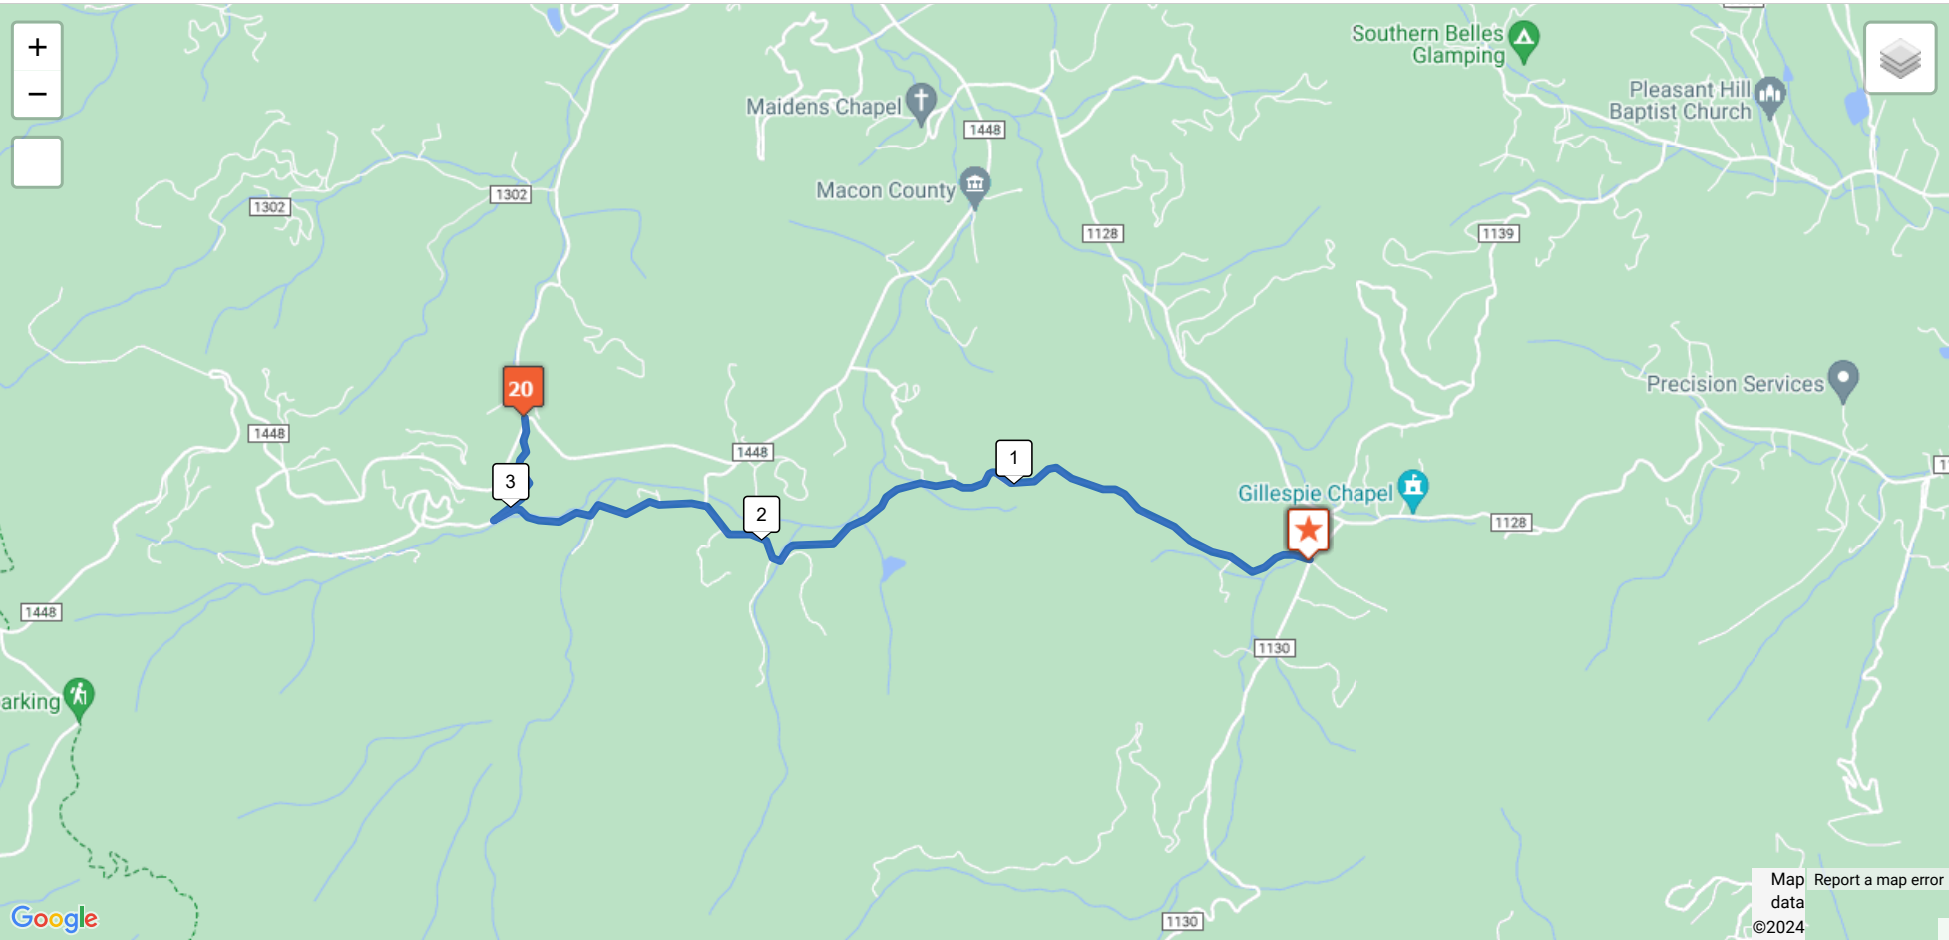 +
−
Southern Belles
Glamping
Pleasant Hill
Baptist Church
Maidens Chapel
1448
Macon County
1302
1302
1128
1139
20
Precision Services
1448
1448
1
3
2
Gillespie Chapel
1128
1448
1130
arking
1130
Google
Map
data
©2024
Report a map error